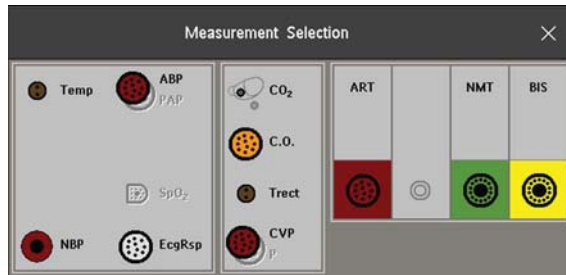 Measurement Selection
Temp
ABP
PAP
SpO₂
NBP
EcgRsp
CO₂
C.O.
Trect
CVP
P
ART
NMT
BIS